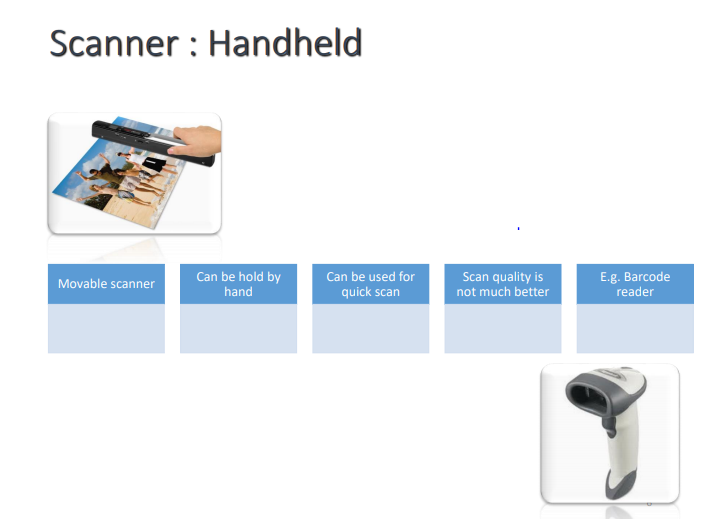 Scanner : Handheld
Movable scanner
Can be hold by
hand
Can be used for
quick scan
Scan quality is
not much better
E.g. Barcode
reader